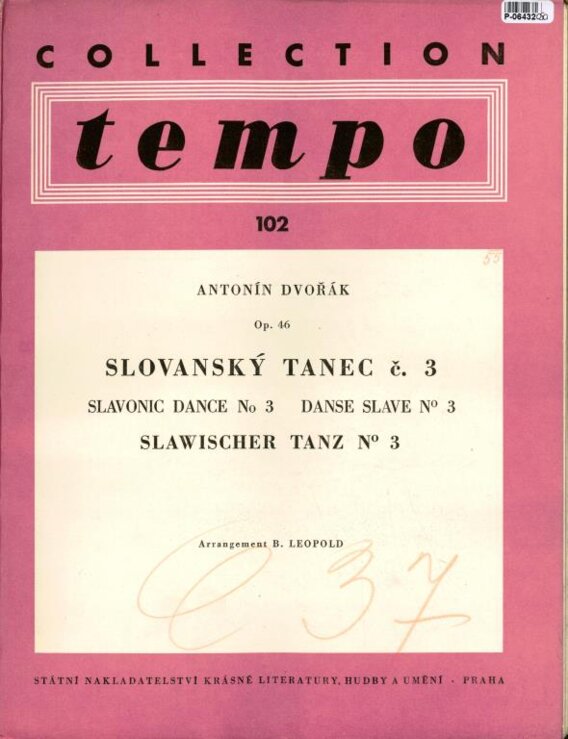 P-06432
COLLECTION
tempo
102
55
ANTONÍN DVOŘÁK
Op. 46
SLOVANSKÝ TANEC č. 3
SLAVONIC DANCE No 3 DANSE SLAVE Nº 3
SLAWISCHER TANZ Nº 3
Arrangement B. LEOPOLD
C 37
STÁTNÍ NAKLADATELSTVÍ KRÁSNÉ LITERATURY, HUDBY A UMĚNÍ · PRAHA